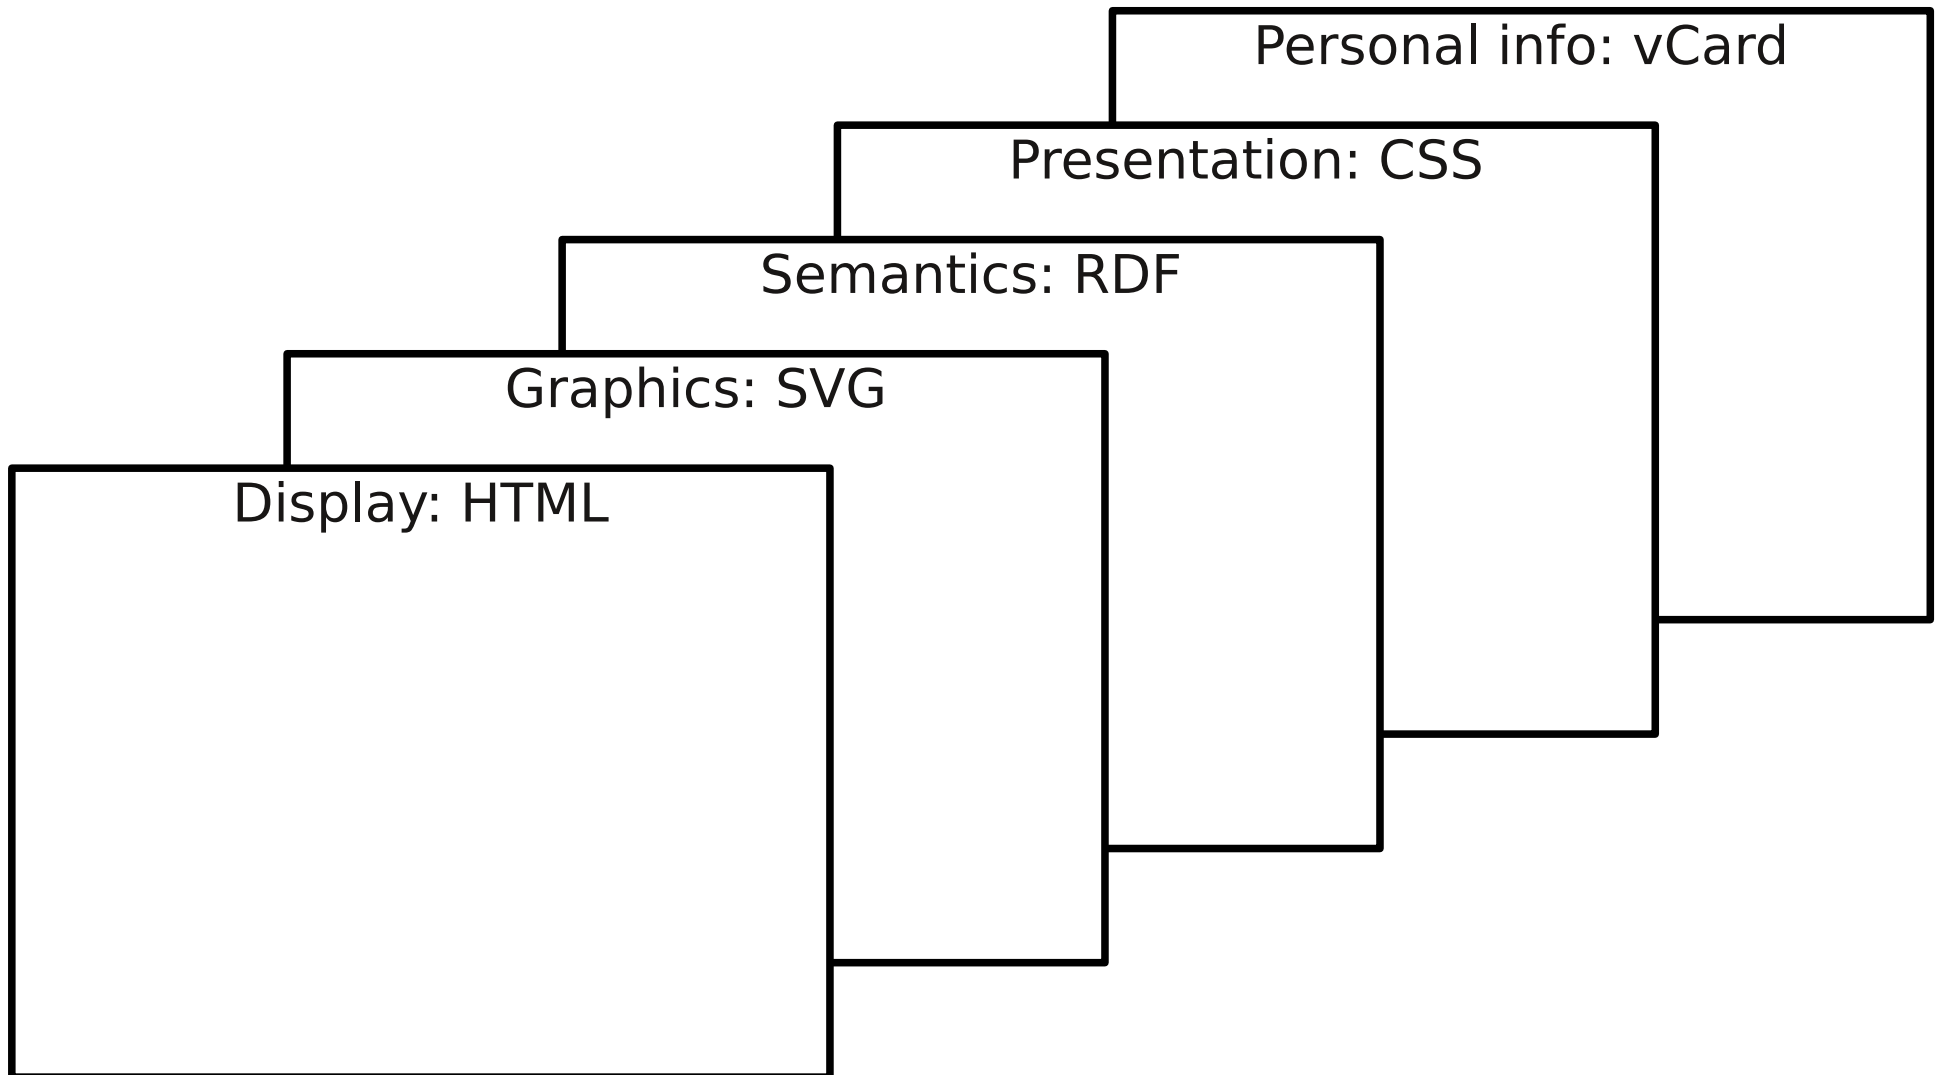 Personal info: vCard
Presentation: CSS
Semantics: RDF
Graphics: SVG
Display: HTML